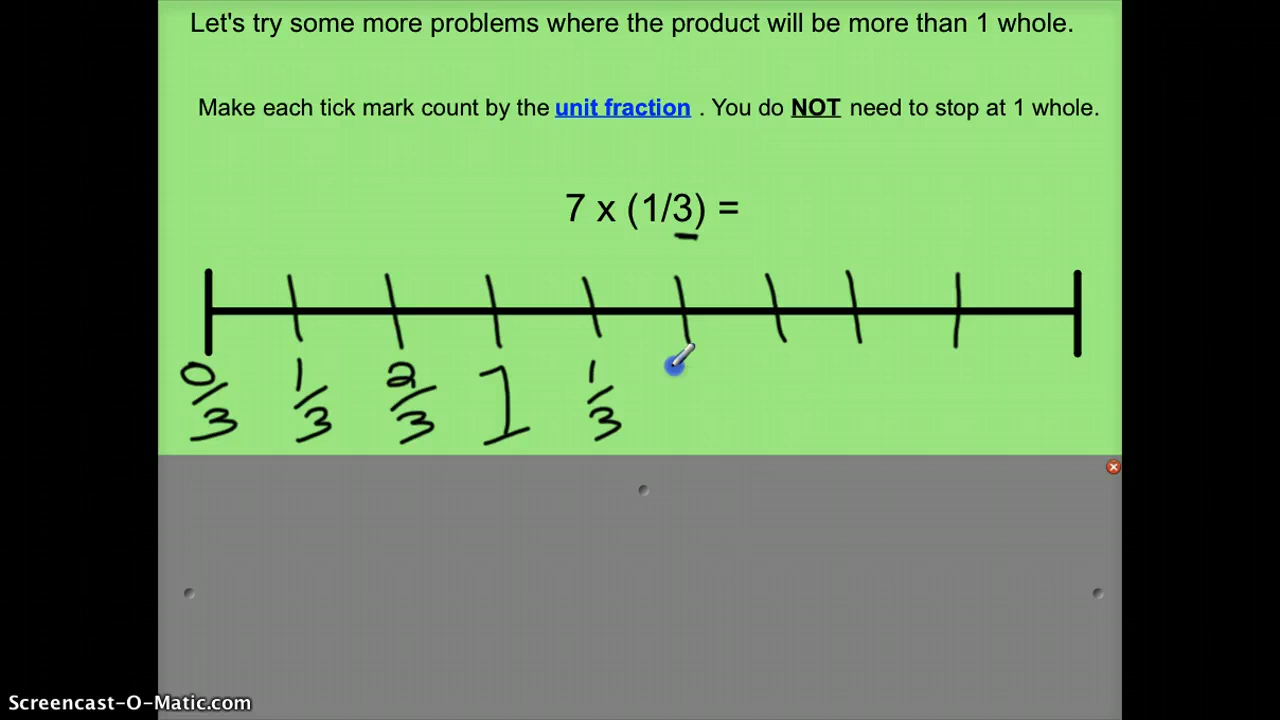 Let's try some more problems where the product will be more than 1 whole.
Make each tick mark count by the unit fraction . You do NOT need to stop at 1 whole.
7 x (1/3) =
0/3 1/3 2/3 1 1/3
Screencast-O-Matic.com